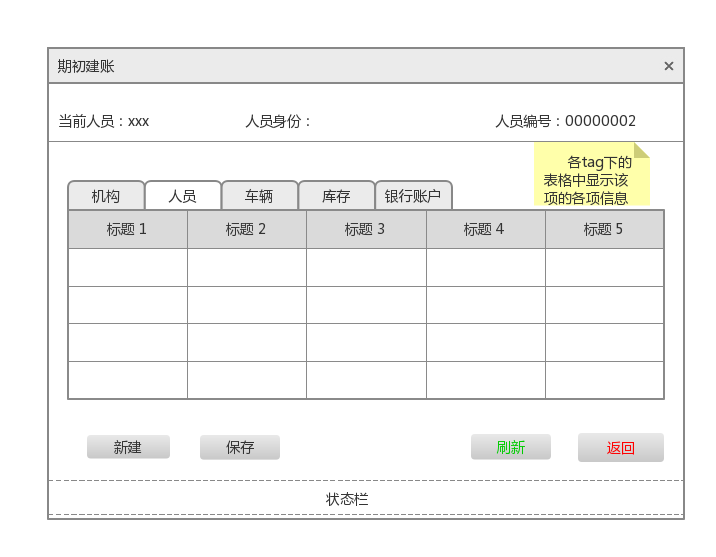 期初建账
当前人员：xxx 人员身份： 人员编号：00000002
各tag下的
表格中显示该
项的各项信息
机构 人员 车辆 库存 银行账户
标题 1 标题 2 标题 3 标题 4 标题 5
新建 保存 刷新 返回
状态栏